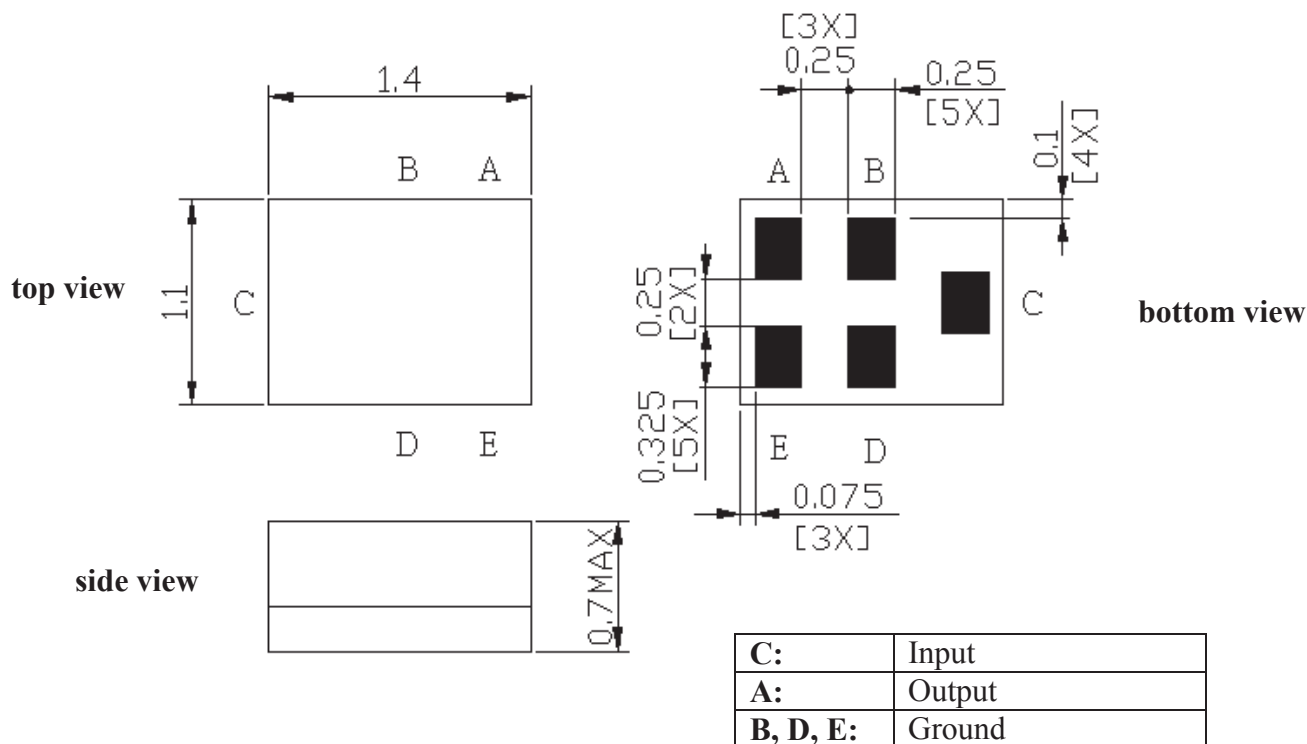 [3X]
0.25
0.25
[5X]
1.4
0.1
[4X]
B A
A B
top view
1.1
C
0.25
[2X]
C
bottom view
0.325
[5X]
D E
E D
0.075
[3X]
side view
0.7MAX
C: Input
A: Output
B, D, E: Ground